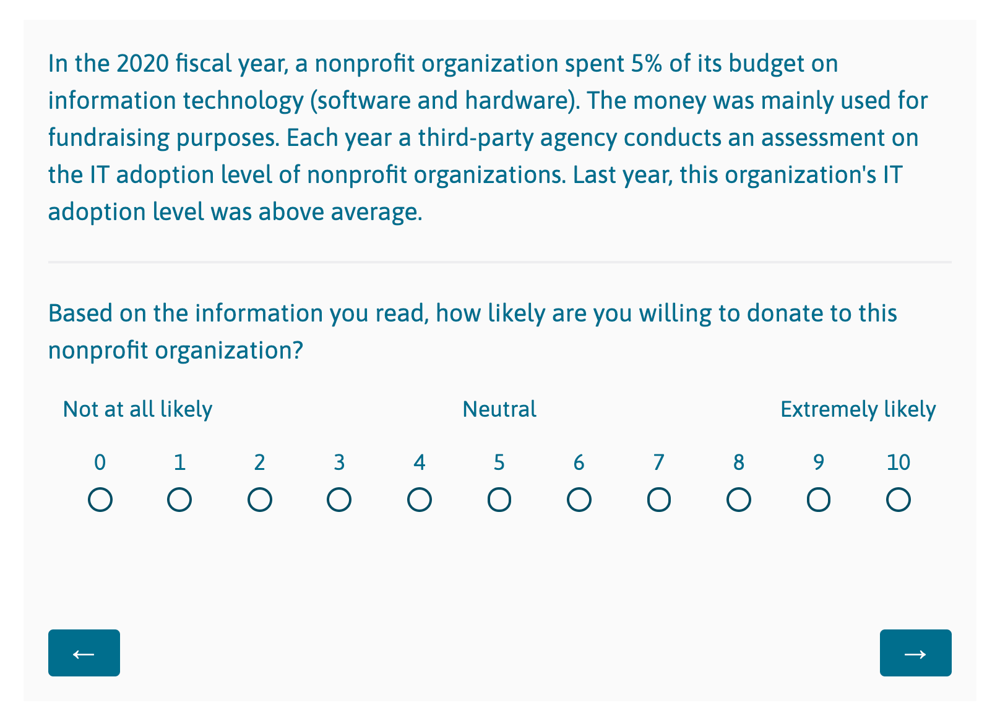 In the 2020 fiscal year, a nonprofit organization spent 5% of its budget on
information technology (software and hardware). The money was mainly used for
fundraising purposes. Each year a third-party agency conducts an assessment on
the IT adoption level of nonprofit organizations. Last year, this organization's IT
adoption level was above average.
Based on the information you read, how likely are you willing to donate to this
nonprofit organization?
Not at all likely Neutral Extremely likely
0 1 2 3 4 5 6 7 8 9 10
← →